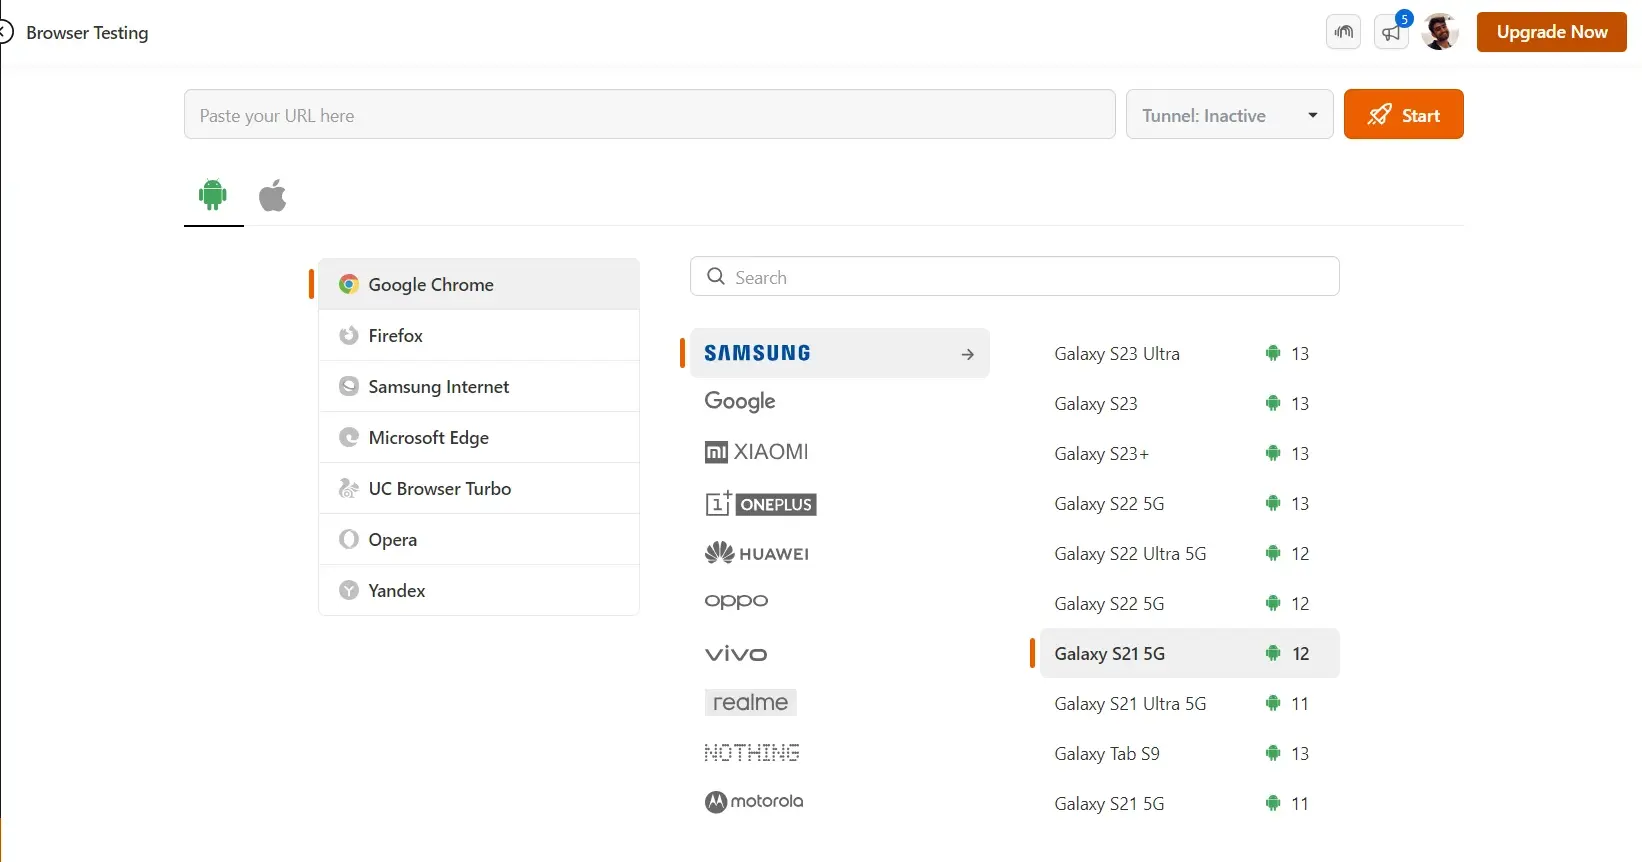 Browser Testing
5
Upgrade Now
Paste your URL here
Tunnel: Inactive
Start
Google Chrome
Firefox
Samsung Internet
Microsoft Edge
UC Browser Turbo
Opera
Yandex
Search
SAMSUNG
Google
mi XIAOMI
1+ ONEPLUS
HUAWEI
oppo
vivo
realme
NOTHING
motorola
Galaxy S23 Ultra 13
Galaxy S23 13
Galaxy S23+ 13
Galaxy S22 5G 13
Galaxy S22 Ultra 5G 12
Galaxy S22 5G 12
Galaxy S21 5G 12
Galaxy S21 Ultra 5G 11
Galaxy Tab S9 13
Galaxy S21 5G 11